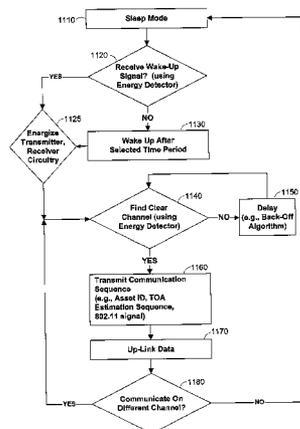 1110
Sleep Mode
1120
Receive Wake-Up
Signal? (using
Energy Detector)
YES
1125
NO
1130
Energize
Transmitter,
Receiver
Circuitry
Wake Up After
Selected Time Period
1140
Find Clear
Channel (using
Energy Detector)
NO
1150
Delay
(e.g., Back-Off
Algorithm)
YES
1160
Transmit Communication
Sequence
(e.g., Asset ID, TOA
Estimation Sequence,
802.11 signal)
1170
Up-Link Data
1180
Communicate On
Different Channel?
YES
NO